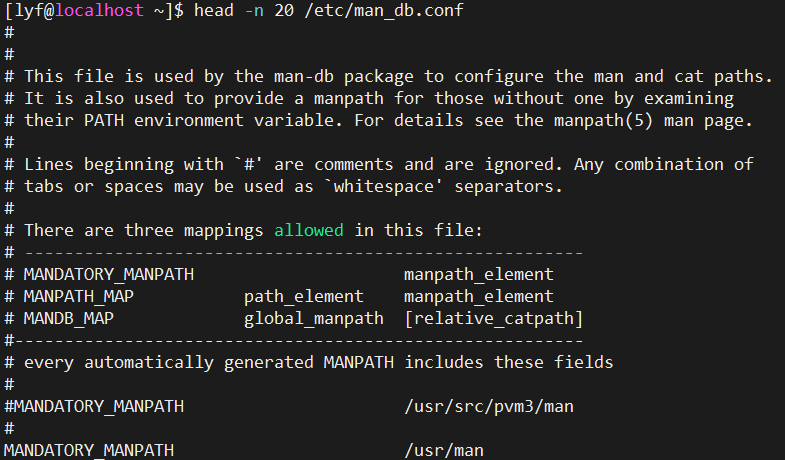 [lyf@localhost ~]$ head -n 20 /etc/man_db.conf
#
#
# This file is used by the man-db package to configure the man and cat paths.
# It is also used to provide a manpath for those without one by examining
# their PATH environment variable. For details see the manpath(5) man page.
#
# Lines beginning with `#' are comments and are ignored. Any combination of
# tabs or spaces may be used as `whitespace' separators.
#
# There are three mappings allowed in this file:
# --------------------------------------------------------
# MANDATORY_MANPATH                     manpath_element
# MANPATH_MAP           path_element    manpath_element
# MANDB_MAP             global_manpath  [relative_catpath]
#---------------------------------------------------------
# every automatically generated MANPATH includes these fields
#
#MANDATORY_MANPATH                      /usr/src/pvm3/man
#
MANDATORY_MANPATH                       /usr/man